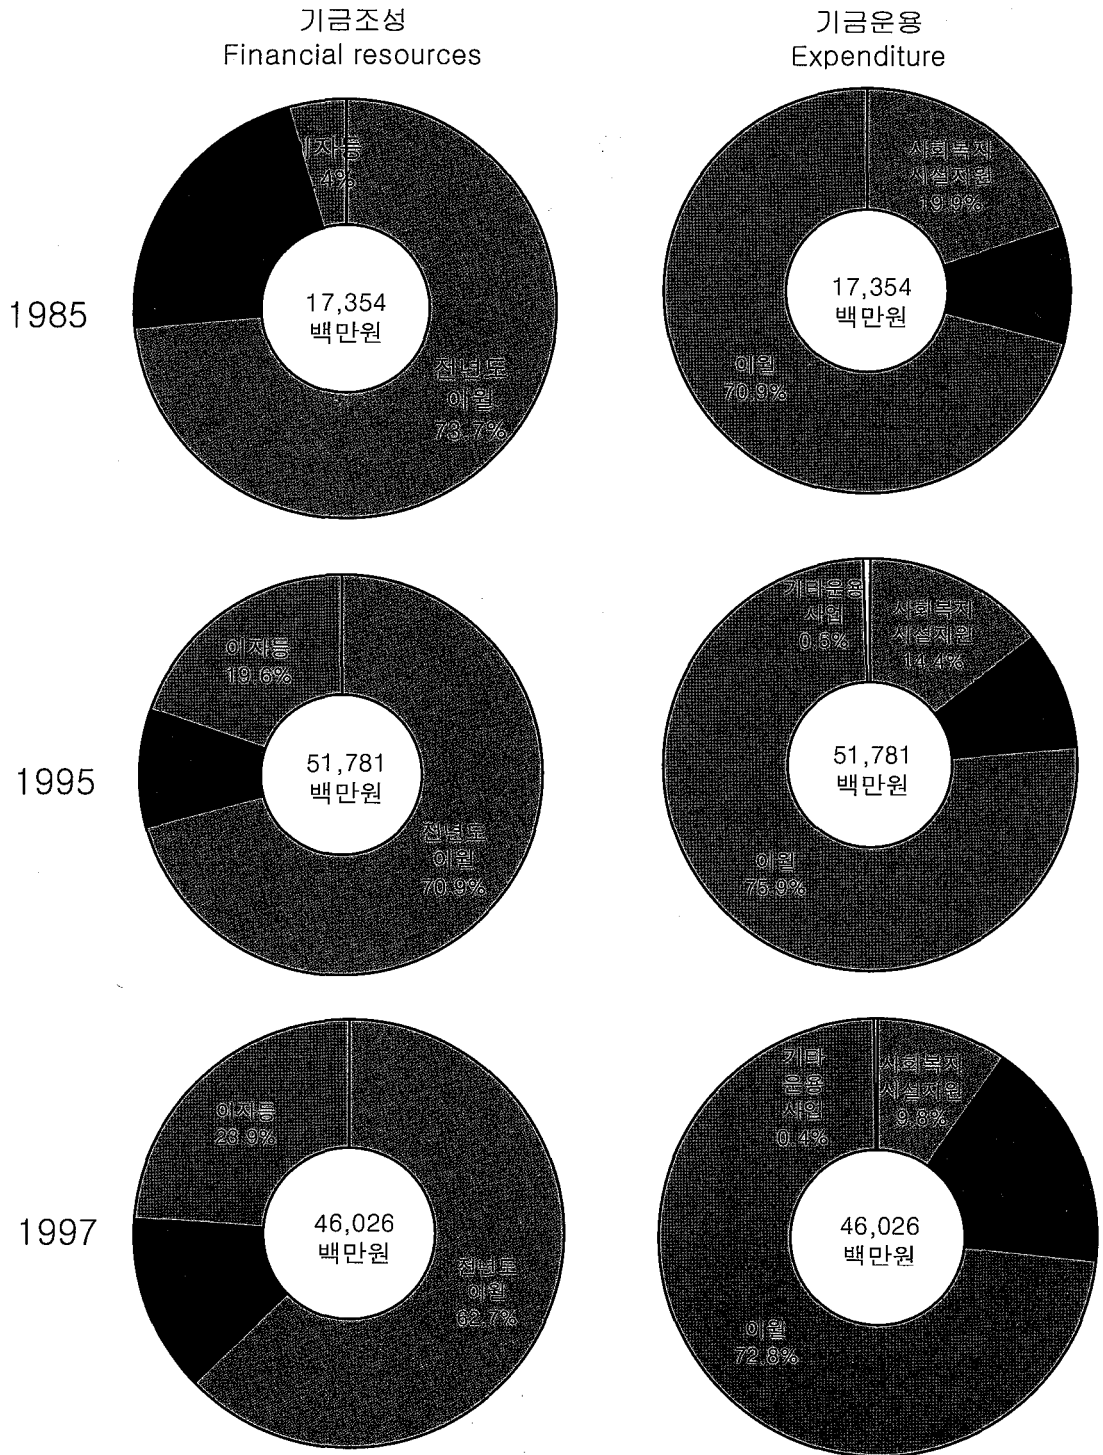 기금조성
Financial resources
기금운용
Expenditure
1985
이자등
4%
17,354
백만원
전년도
이월
73.7%
사회복지
시설지원
19.9%
17,354
백만원
이월
70.9%
1995
이자등
19.6%
51,781
백만원
전년도
이월
70.9%
기타운용
사업
0.5%
사회복지
시설지원
14.4%
51,781
백만원
이월
75.9%
1997
이자등
23.9%
46,026
백만원
전년도
이월
62.7%
기타
운용
사업
0.4%
사회복지
시설지원
9.8%
46,026
백만원
이월
72.8%